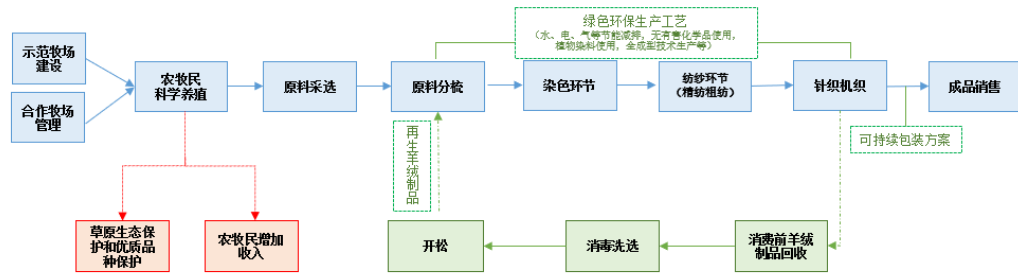 绿色环保生产工艺
（水、电、气等节能减排，无有害化学品使用，
植物染料使用，全成型技术生产等）
示范牧场
建设
合作牧场
管理
农牧民
科学养殖
原料采选
原料分梳
染色环节
纺纱环节
（精纺粗纺）
针织机织
成品销售
可持续包装方案
再生羊绒制品
草原生态保
护和优质品
种保护
农牧民增加
收入
开松
消毒洗选
消费前羊绒
制品回收